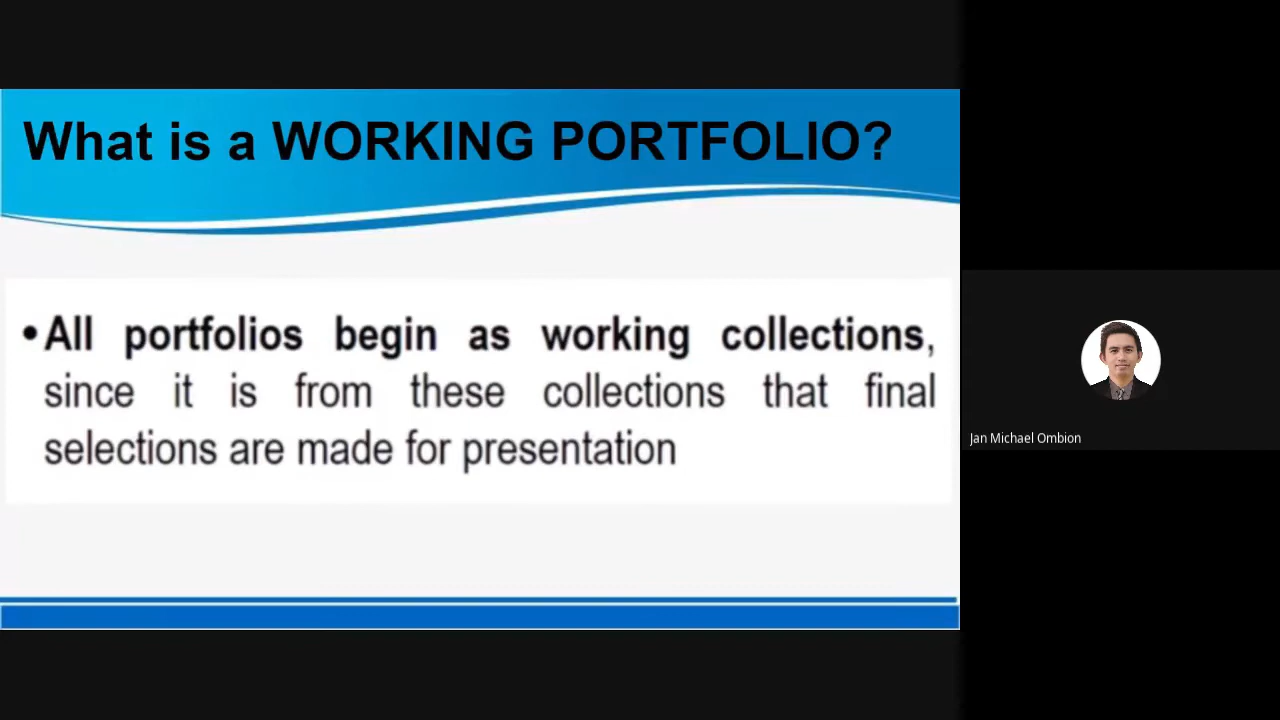 What is a WORKING PORTFOLIO?
•All portfolios begin as working collections,
since it is from these collections that final
selections are made for presentation
Jan Michael Ombion